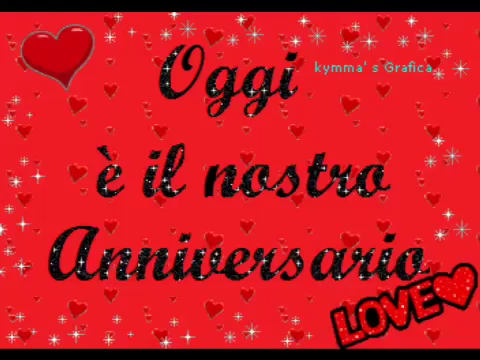 Oggi
kymma' s Grafica
è il nostro
Anniversario
LOVE